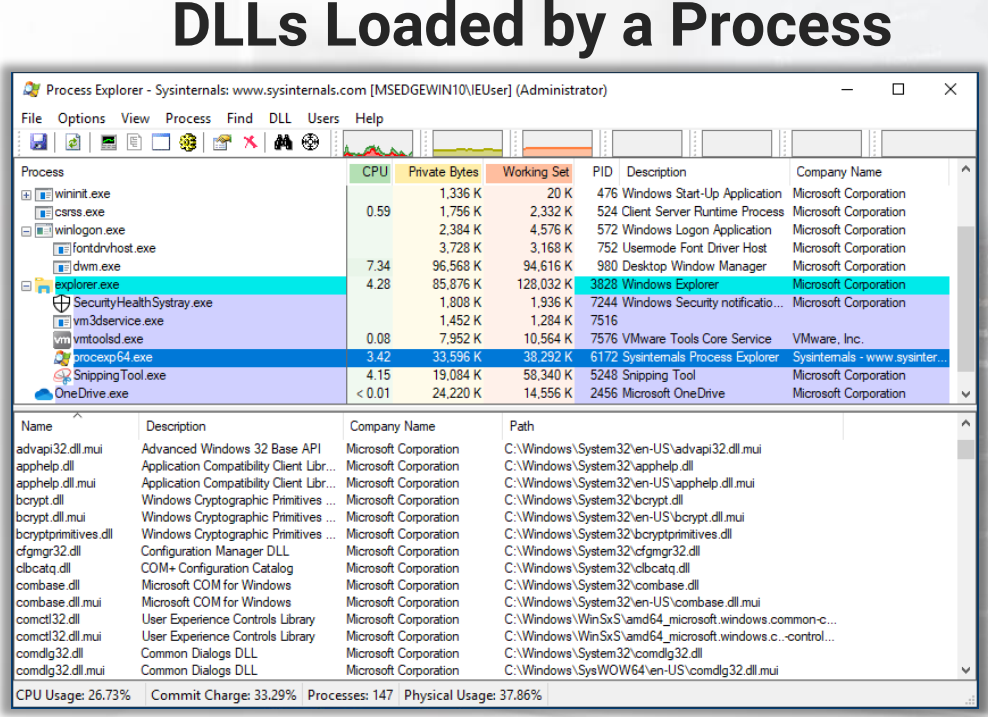 DLLs Loaded by a Process
Process Explorer - Sysinternals: www.sysinternals.com [MSEDGEWIN10\IEUser] (Administrator)
File Options View Process Find DLL Users Help
Process CPU Private Bytes Working Set PID Description Company Name
wininit.exe 1,336 K 20 K 476 Windows Start-Up Application Microsoft Corporation
csrss.exe 0.59 1,756 K 2,332 K 524 Client Server Runtime Process Microsoft Corporation
winlogon.exe 2,384 K 4,576 K 572 Windows Logon Application Microsoft Corporation
fontdrvhost.exe 3,728 K 3,168 K 752 Usermode Font Driver Host Microsoft Corporation
dwm.exe 7.34 96,568 K 94,616 K 980 Desktop Window Manager Microsoft Corporation
explorer.exe 4.28 85,876 K 128,032 K 3828 Windows Explorer Microsoft Corporation
SecurityHealthSystray.exe 1,808 K 1,936 K 7244 Windows Security notificatio... Microsoft Corporation
vm3dservice.exe 1,452 K 1,284 K 7516
vm vmtoolsd.exe 0.08 7,952 K 10,564 K 7576 VMware Tools Core Service VMware, Inc.
procexp64.exe 3.42 33,596 K 38,292 K 6172 Sysinternals Process Explorer Sysinternals - www.sysinter...
SnippingTool.exe 4.15 19,084 K 58,340 K 5248 Snipping Tool Microsoft Corporation
OneDrive.exe < 0.01 24,220 K 14,556 K 2456 Microsoft OneDrive Microsoft Corporation
Name Description Company Name Path
advapi32.dll.mui Advanced Windows 32 Base API Microsoft Corporation C:\Windows\System32\en-US\advapi32.dll.mui
apphelp.dll Application Compatibility Client Libr... Microsoft Corporation C:\Windows\System32\apphelp.dll
apphelp.dll.mui Application Compatibility Client Libr... Microsoft Corporation C:\Windows\System32\en-US\apphelp.dll.mui
bcrypt.dll Windows Cryptographic Primitives ... Microsoft Corporation C:\Windows\System32\bcrypt.dll
bcrypt.dll.mui Windows Cryptographic Primitives ... Microsoft Corporation C:\Windows\System32\en-US\bcrypt.dll.mui
bcryptprimitives.dll Windows Cryptographic Primitives ... Microsoft Corporation C:\Windows\System32\bcryptprimitives.dll
cfgmgr32.dll Configuration Manager DLL Microsoft Corporation C:\Windows\System32\cfgmgr32.dll
clbcatq.dll COM+ Configuration Catalog Microsoft Corporation C:\Windows\System32\clbcatq.dll
combase.dll Microsoft COM for Windows Microsoft Corporation C:\Windows\System32\combase.dll
combase.dll.mui Microsoft COM for Windows Microsoft Corporation C:\Windows\System32\en-US\combase.dll.mui
comctl32.dll User Experience Controls Library Microsoft Corporation C:\Windows\WinSxS\amd64_microsoft.windows.common-c...
comctl32.dll.mui User Experience Controls Library Microsoft Corporation C:\Windows\WinSxS\amd64_microsoft.windows.c..-control...
comdlg32.dll Common Dialogs DLL Microsoft Corporation C:\Windows\System32\comdlg32.dll
comdlg32.dll.mui Common Dialogs DLL Microsoft Corporation C:\Windows\SysWOW64\en-US\comdlg32.dll.mui
CPU Usage: 26.73% Commit Charge: 33.29% Processes: 147 Physical Usage: 37.86%